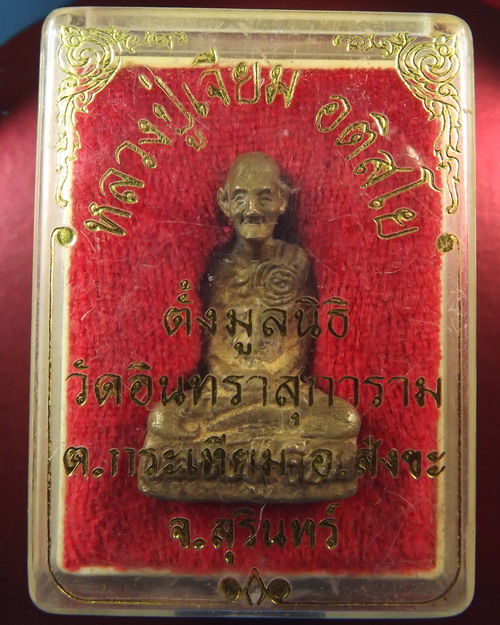 หลวงปู่เจียม อติสโย
ตั้งมูลนิธิ
วัดอินทราสุการาม
ต.กระเทียม อ.สังขะ
จ.สุรินทร์